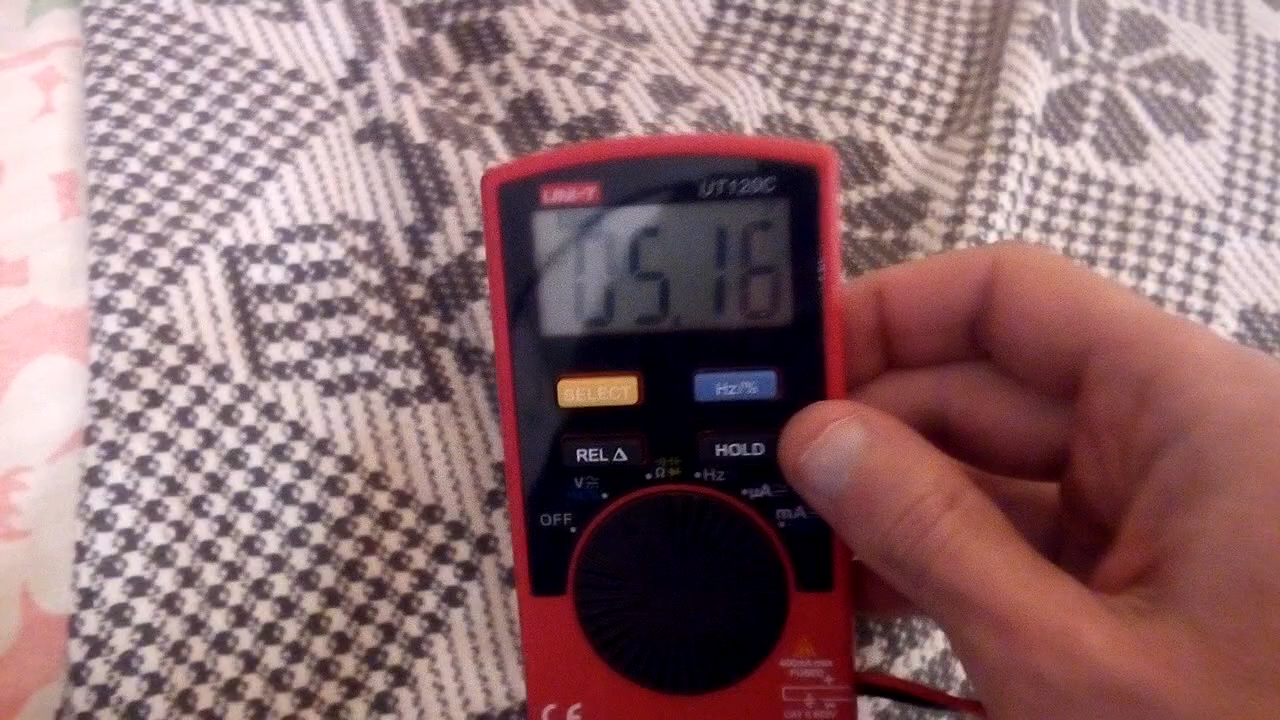 UNI-T UT120C
05.16
SELECT Hz/%
REL Δ HOLD
V≂ Ω Hz μA≂ mA
OFF
CE